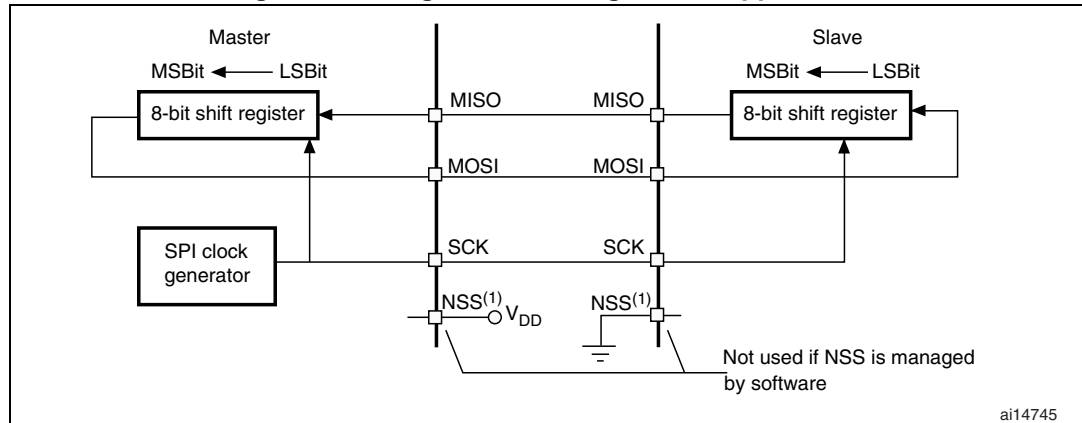 Master
MSBit LSBit
8-bit shift register
MISO
MISO
Slave
MSBit LSBit
8-bit shift register
MOSI
MOSI
SPI clock
generator
SCK
SCK
NSS(1)
VDD
NSS(1)
Not used if NSS is managed
by software
ai14745